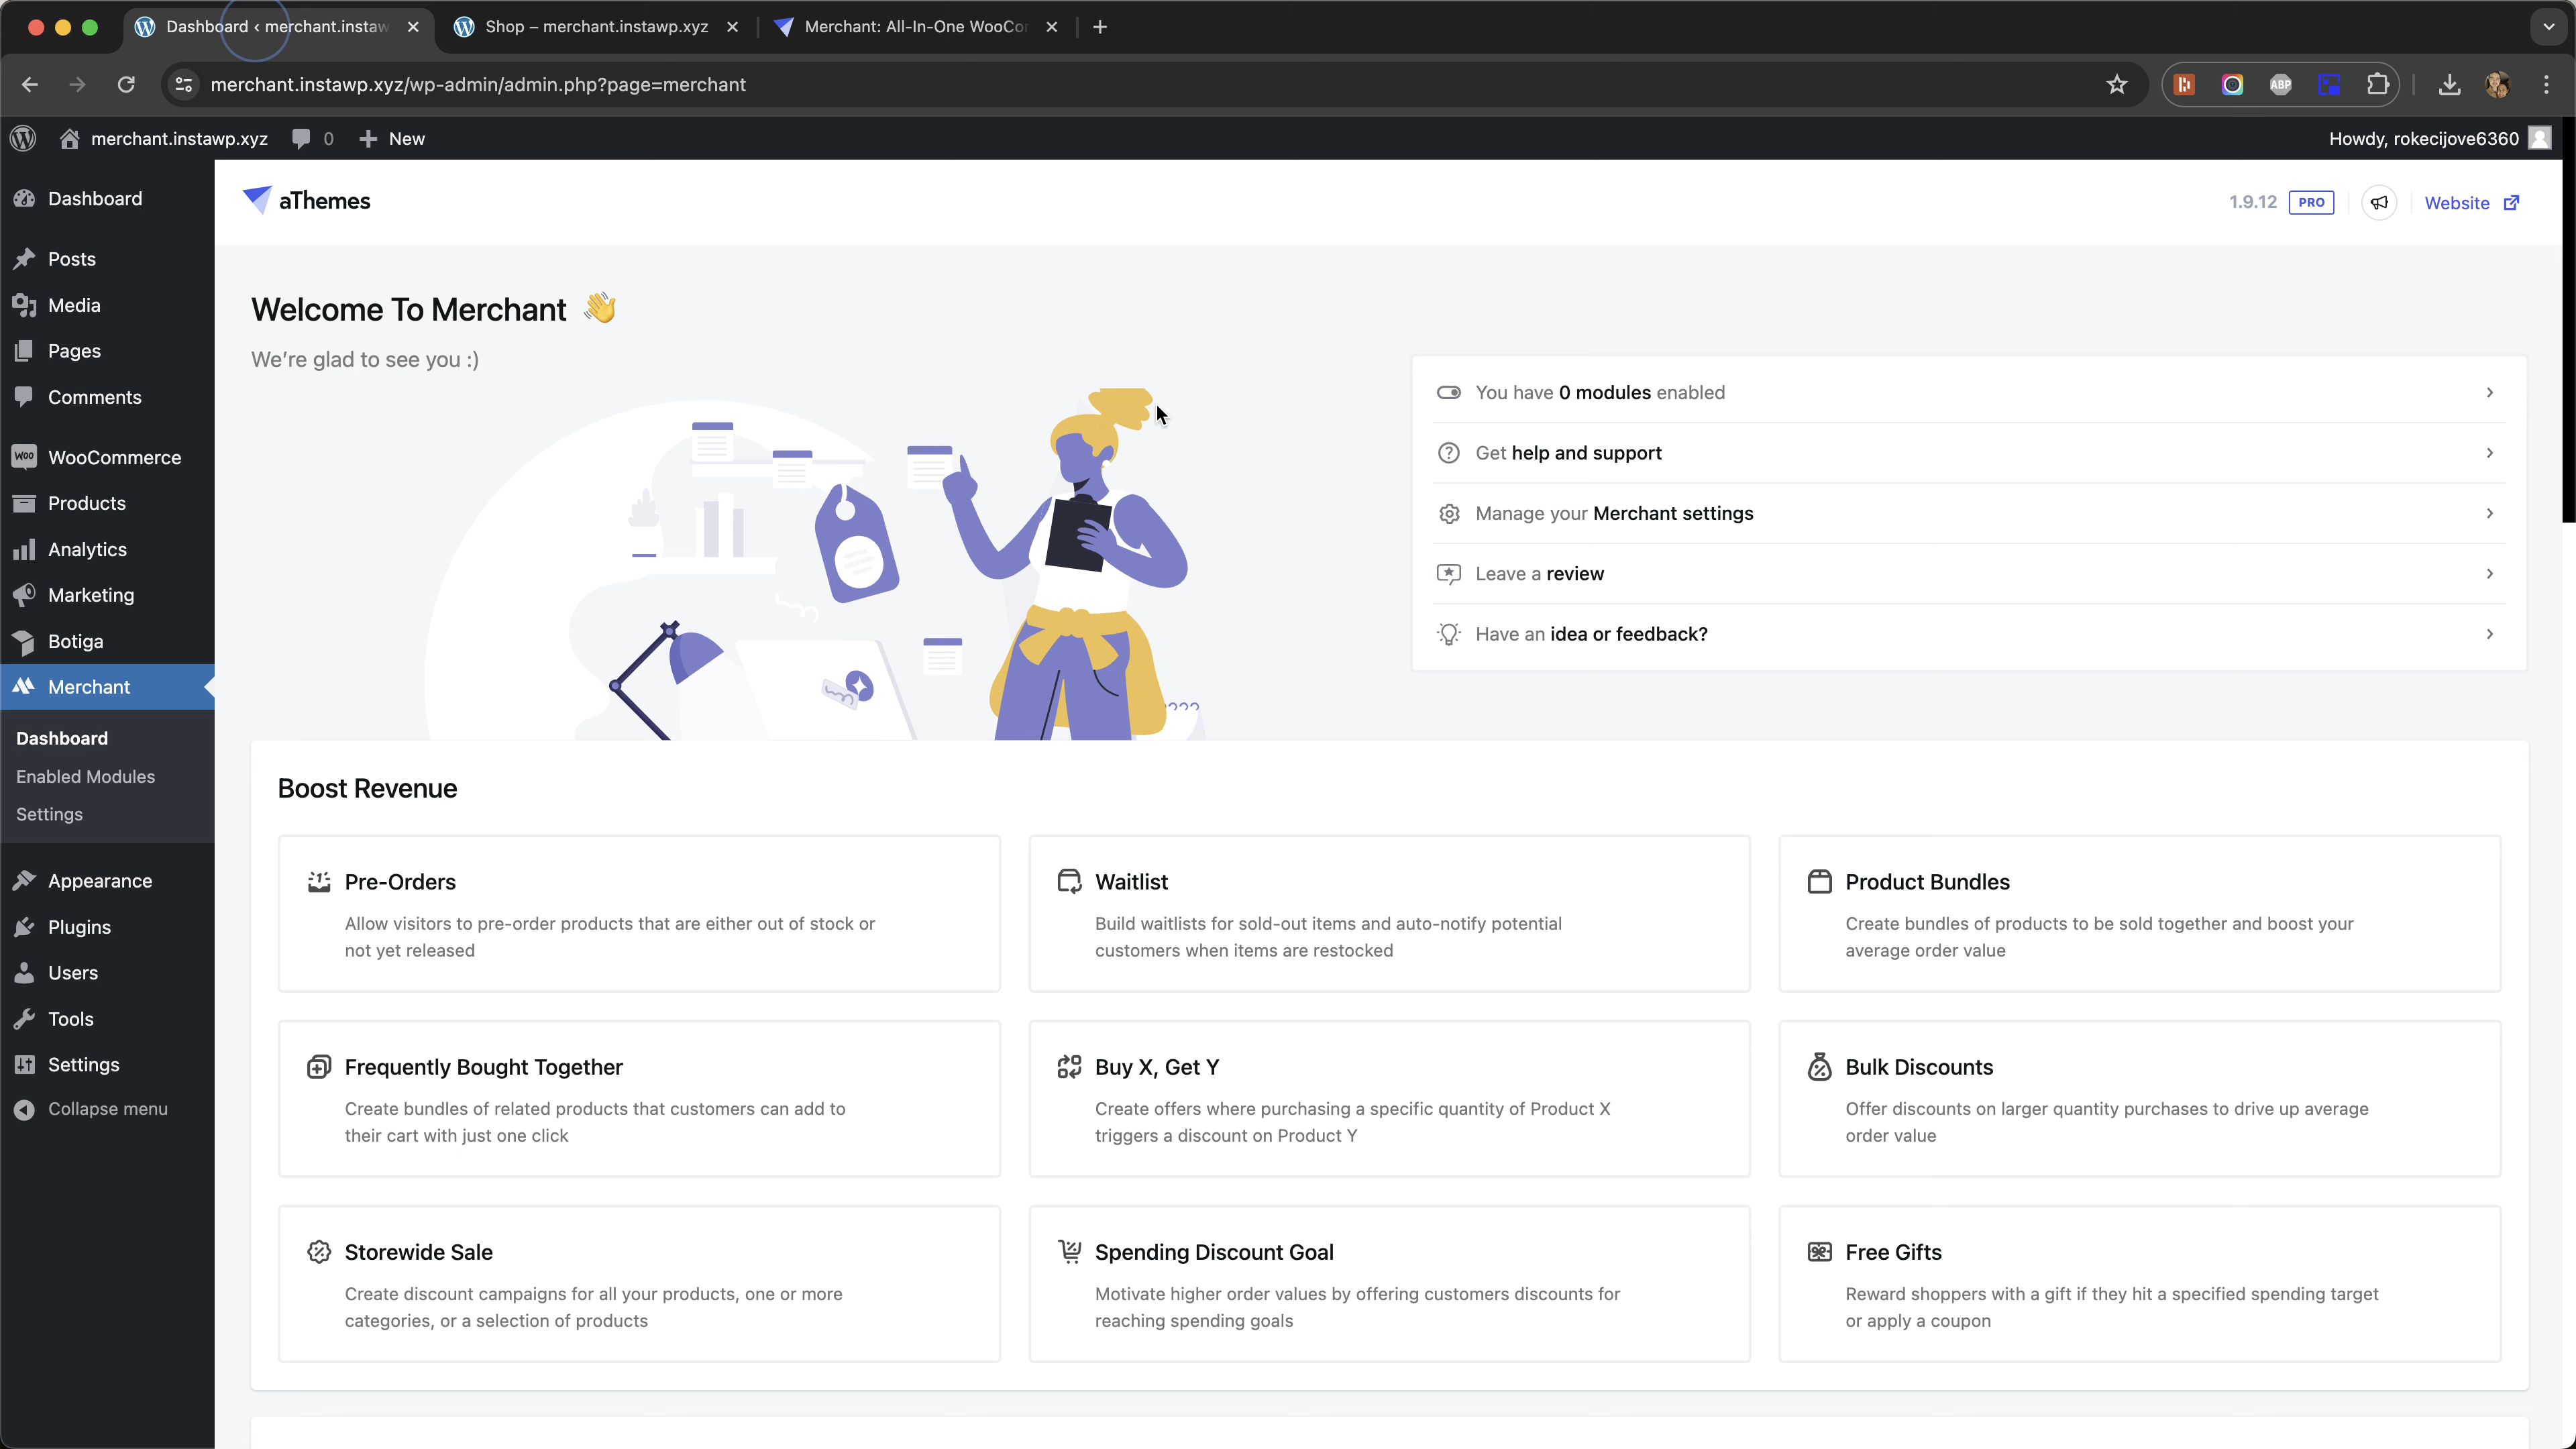 Dashboard ‹ merchant.instaw
Shop – merchant.instawp.xyz
Merchant: All-In-One WooCo
merchant.instawp.xyz/wp-admin/admin.php?page=merchant
ABP
merchant.instawp.xyz
0
New
Howdy, rokecijove6360
Dashboard
Posts
Media
Pages
Comments
Woo
WooCommerce
Products
Analytics
Marketing
Botiga
Merchant
Dashboard
Enabled Modules
Settings
Appearance
Plugins
Users
Tools
Settings
Collapse menu
aThemes
1.9.12
PRO
Website
Welcome To Merchant 👋
We’re glad to see you :)
You have 0 modules enabled
Get help and support
Manage your Merchant settings
Leave a review
Have an idea or feedback?
Boost Revenue
Pre-Orders
Allow visitors to pre-order products that are either out of stock or
not yet released
Waitlist
Build waitlists for sold-out items and auto-notify potential
customers when items are restocked
Product Bundles
Create bundles of products to be sold together and boost your
average order value
Frequently Bought Together
Create bundles of related products that customers can add to
their cart with just one click
Buy X, Get Y
Create offers where purchasing a specific quantity of Product X
triggers a discount on Product Y
Bulk Discounts
Offer discounts on larger quantity purchases to drive up average
order value
Storewide Sale
Create discount campaigns for all your products, one or more
categories, or a selection of products
Spending Discount Goal
Motivate higher order values by offering customers discounts for
reaching spending goals
Free Gifts
Reward shoppers with a gift if they hit a specified spending target
or apply a coupon